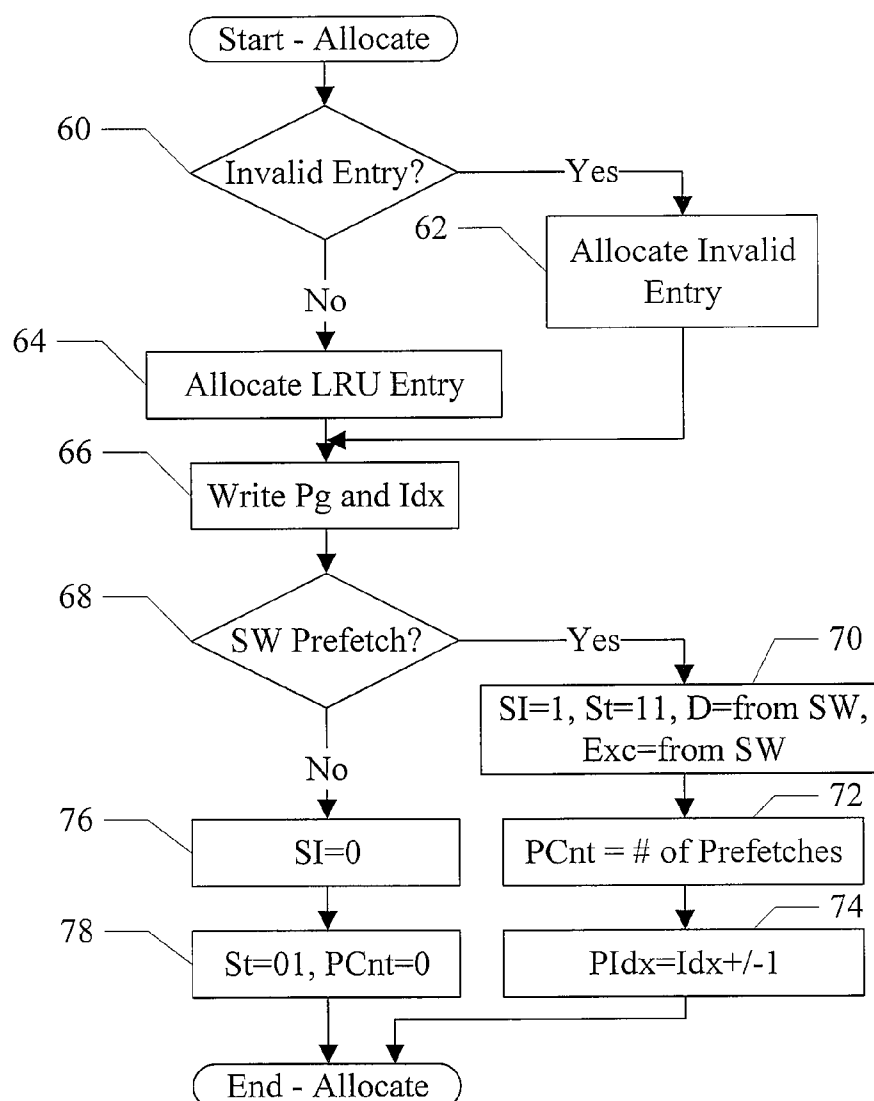 Start - Allocate
60
Invalid Entry?
Yes
62
Allocate Invalid
Entry
No
64
Allocate LRU Entry
66
Write Pg and Idx
68
SW Prefetch?
Yes
70
SI=1, St=11, D=from SW,
Exc=from SW
No
72
PCnt = # of Prefetches
76
SI=0
74
PIdx=Idx+/-1
78
St=01, PCnt=0
End - Allocate